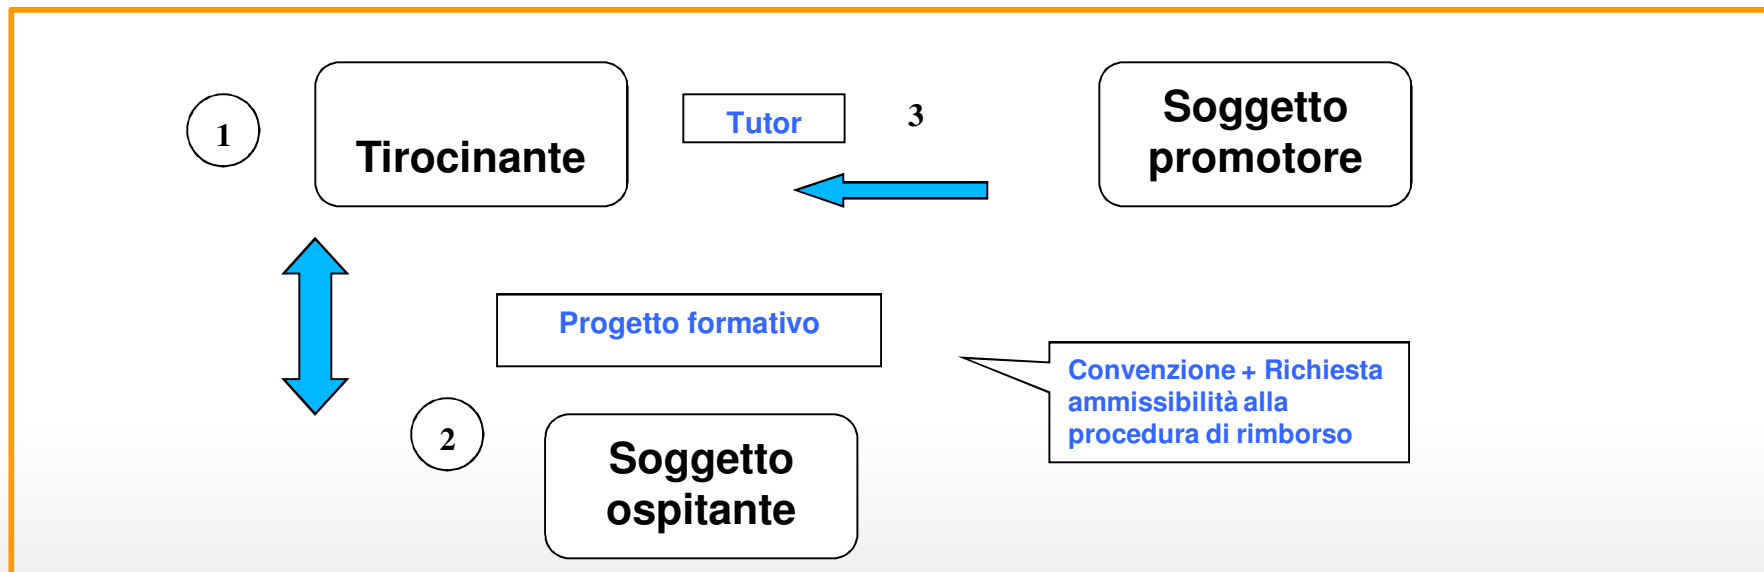 1
Tirocinante
Tutor
3
Soggetto
promotore
Progetto formativo
Convenzione + Richiesta
ammissibilità alla
procedura di rimborso
2
Soggetto
ospitante